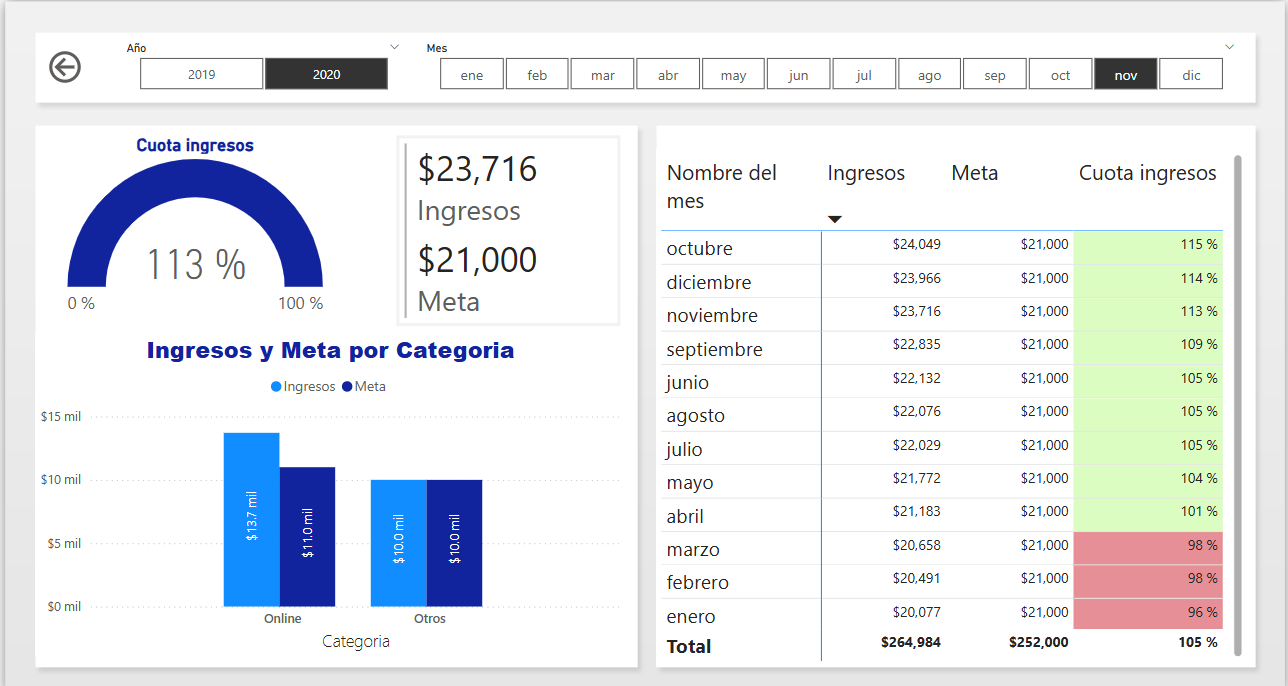 Año
2019
2020
Mes
ene
feb
mar
abr
may
jun
jul
ago
sep
oct
nov
dic
Cuota ingresos
113 %
0 %
100 %
$23,716
Ingresos
$21,000
Meta
Ingresos y Meta por Categoria
Ingresos Meta
$15 mil
$10 mil
$5 mil
$0 mil
$13.7 mil
$11.0 mil
$10.0 mil
$10.0 mil
Online
Otros
Categoria
Nombre del mes Ingresos Meta Cuota ingresos
octubre $24,049 $21,000 115 %
diciembre $23,966 $21,000 114 %
noviembre $23,716 $21,000 113 %
septiembre $22,835 $21,000 109 %
junio $22,132 $21,000 105 %
agosto $22,076 $21,000 105 %
julio $22,029 $21,000 105 %
mayo $21,772 $21,000 104 %
abril $21,183 $21,000 101 %
marzo $20,658 $21,000 98 %
febrero $20,491 $21,000 98 %
enero $20,077 $21,000 96 %
Total $264,984 $252,000 105 %